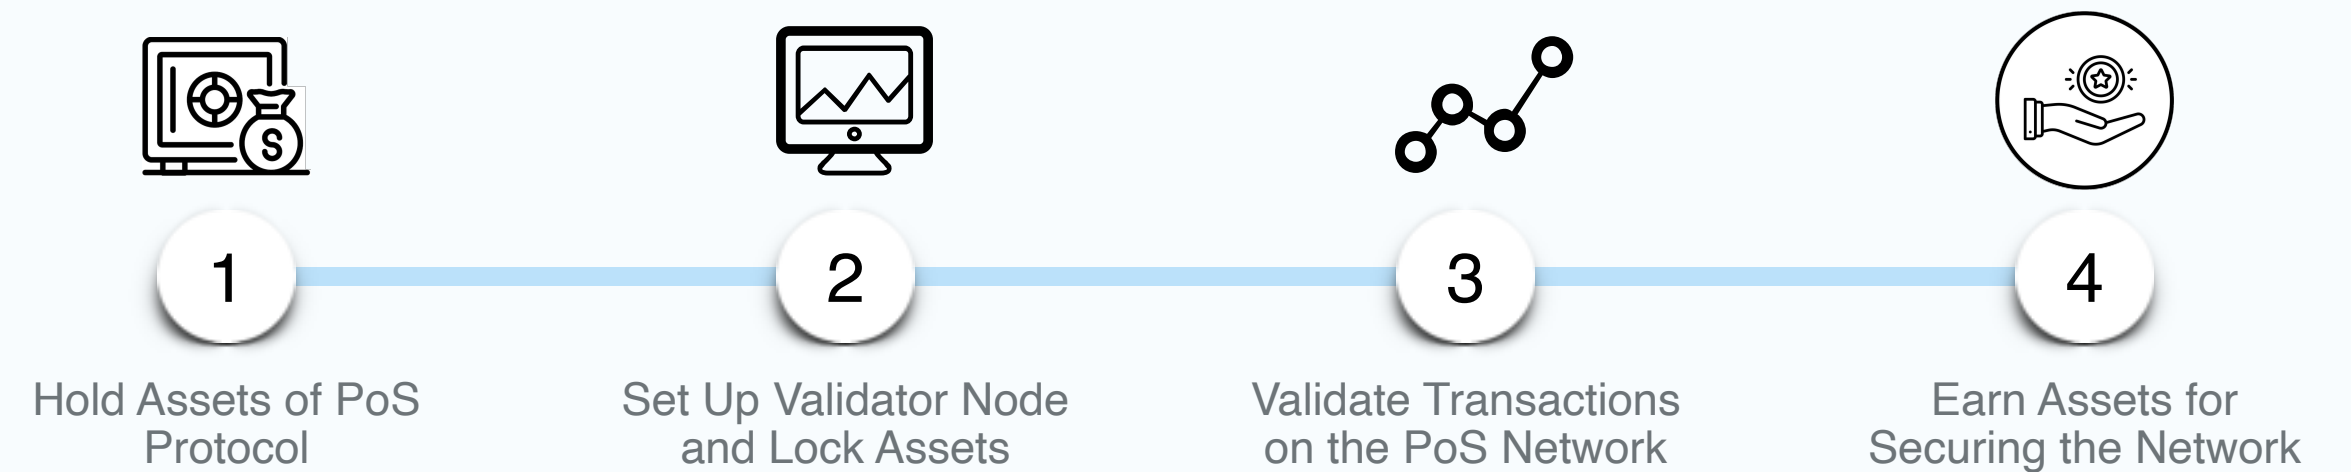 S
1
2
3
4
Hold Assets of PoS
Protocol
Set Up Validator Node
and Lock Assets
Validate Transactions
on the PoS Network
Earn Assets for
Securing the Network